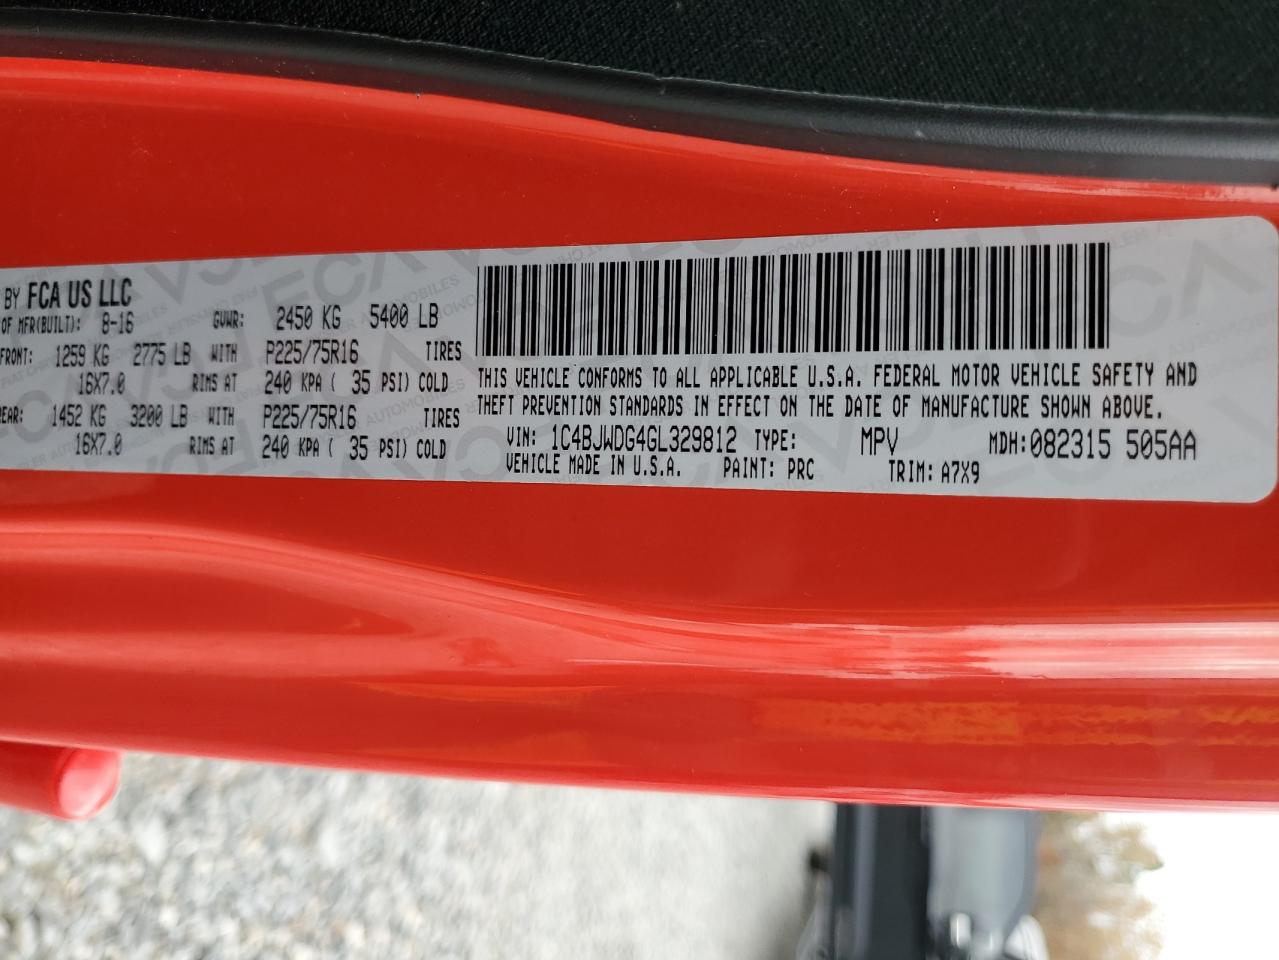 BY FCA US LLC
OF MFR(BUILT): 8-16 GVWR: 2450 KG 5400 LB
FRONT: 1259 KG 2775 LB WITH P225/75R16 TIRES
16X7.0 RIMS AT 240 KPA ( 35 PSI) COLD
EAR: 1452 KG 3200 LB WITH P225/75R16 TIRES
16X7.0 RIMS AT 240 KPA ( 35 PSI) COLD
THIS VEHICLE CONFORMS TO ALL APPLICABLE U.S.A. FEDERAL MOTOR VEHICLE SAFETY AND
THEFT PREVENTION STANDARDS IN EFFECT ON THE DATE OF MANUFACTURE SHOWN ABOVE.
VIN: 1C4BJWDG4GL329812 TYPE: MPV MDH:082315 505AA
VEHICLE MADE IN U.S.A. PAINT: PRC TRIM: A7X9